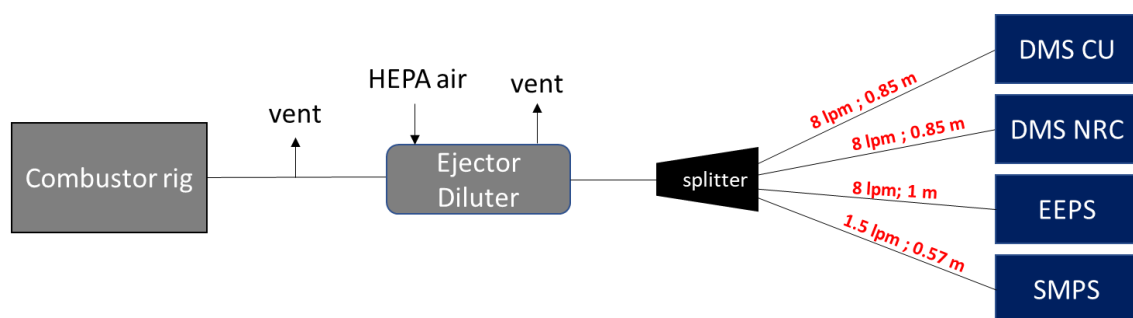 Combustor rig
vent
HEPA air
vent
Ejector
Diluter
splitter
8 lpm ; 0.85 m
8 lpm ; 0.85 m
8 lpm; 1 m
1.5 lpm ; 0.57 m
DMS CU
DMS NRC
EEPS
SMPS